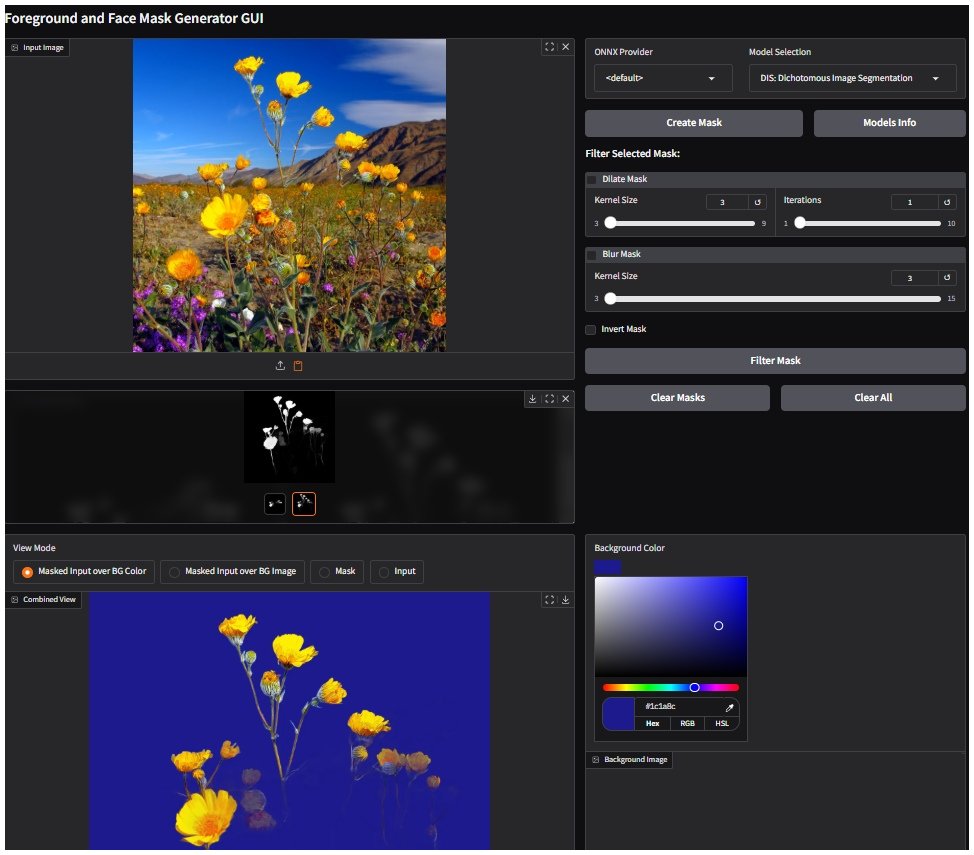 Foreground and Face Mask Generator GUI
Input Image
ONNX Provider
Model Selection
<default>
DIS: Dichotomous Image Segmentation
Create Mask
Models Info
Filter Selected Mask:
Dilate Mask
Kernel Size
3
Iterations
1
3
9
1
10
Blur Mask
Kernel Size
3
3
15
Invert Mask
Filter Mask
Clear Masks
Clear All
View Mode
Masked Input over BG Color
Masked Input over BG Image
Mask
Input
Combined View
Background Color
#1c1a8c
Hex
RGB
HSL
Background Image